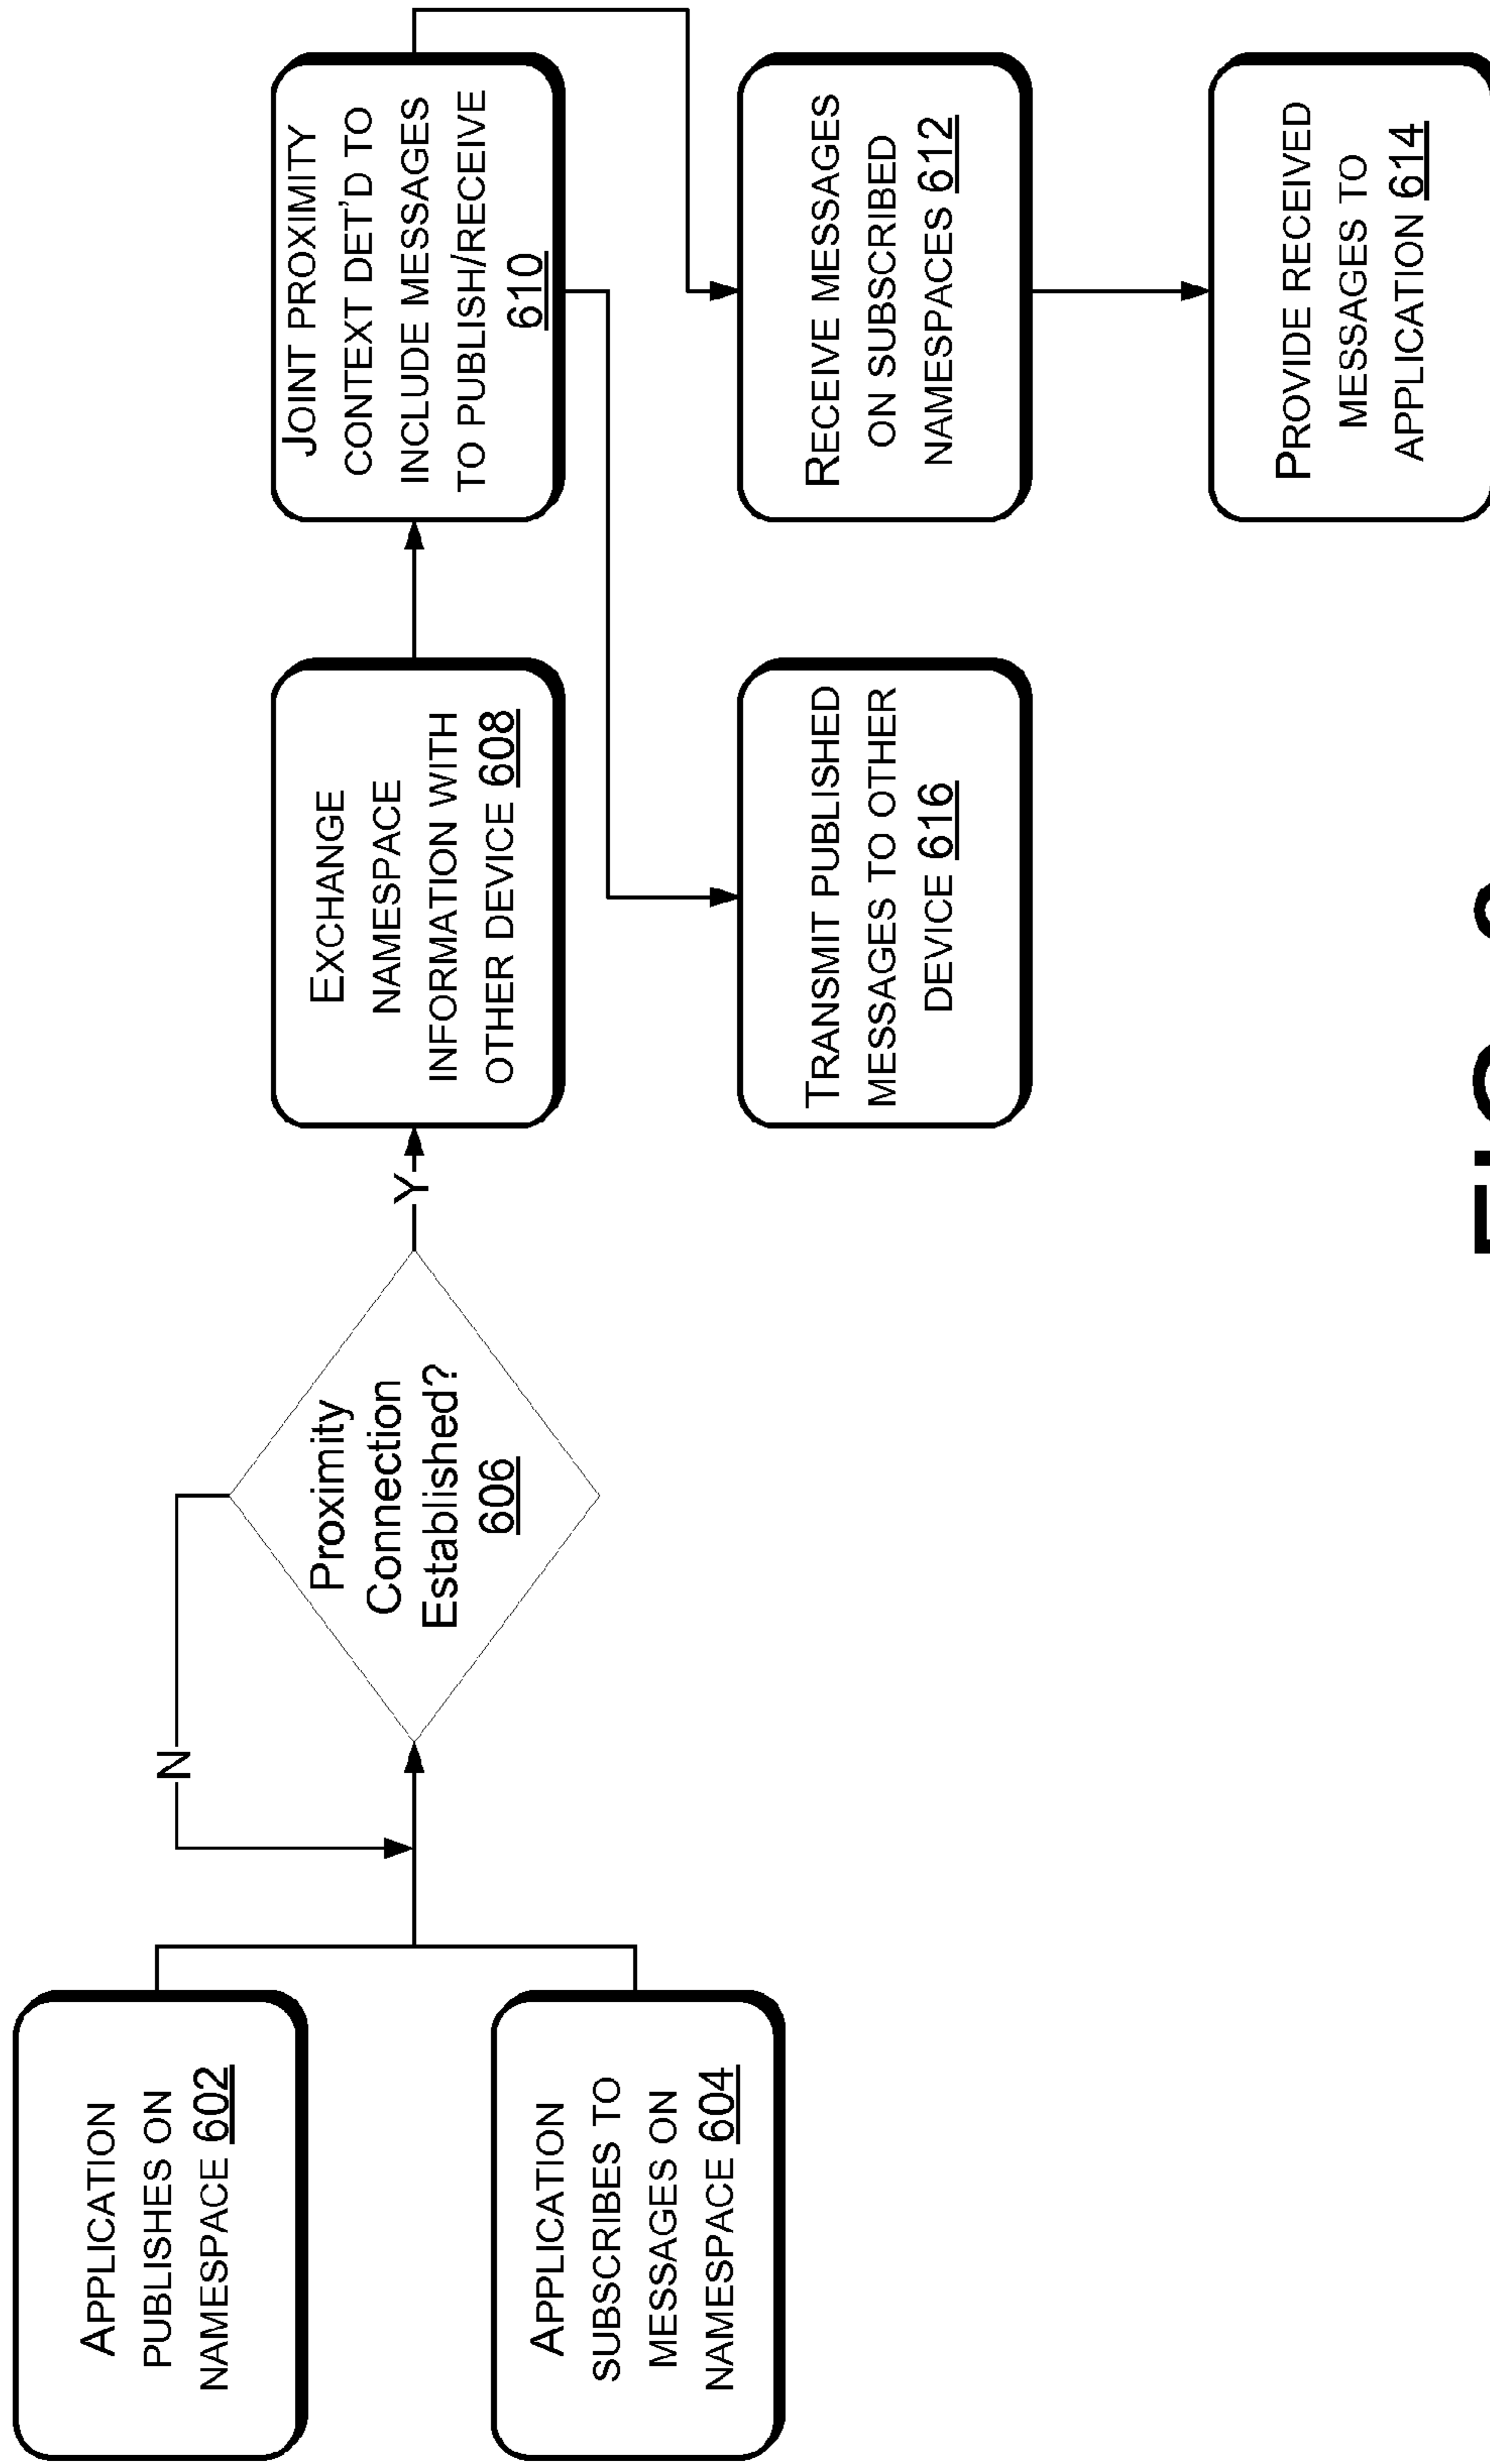 APPLICATION
PUBLISHES ON
NAMESPACE 602
APPLICATION
SUBSCRIBES TO
MESSAGES ON
NAMESPACE 604
N
Proximity
Connection
Established?
606
Y
EXCHANGE
NAMESPACE
INFORMATION WITH
OTHER DEVICE 608
JOINT PROXIMITY
CONTEXT DET'D TO
INCLUDE MESSAGES
TO PUBLISH/RECEIVE
610
TRANSMIT PUBLISHED
MESSAGES TO OTHER
DEVICE 616
RECEIVE MESSAGES
ON SUBSCRIBED
NAMESPACES 612
PROVIDE RECEIVED
MESSAGES TO
APPLICATION 614